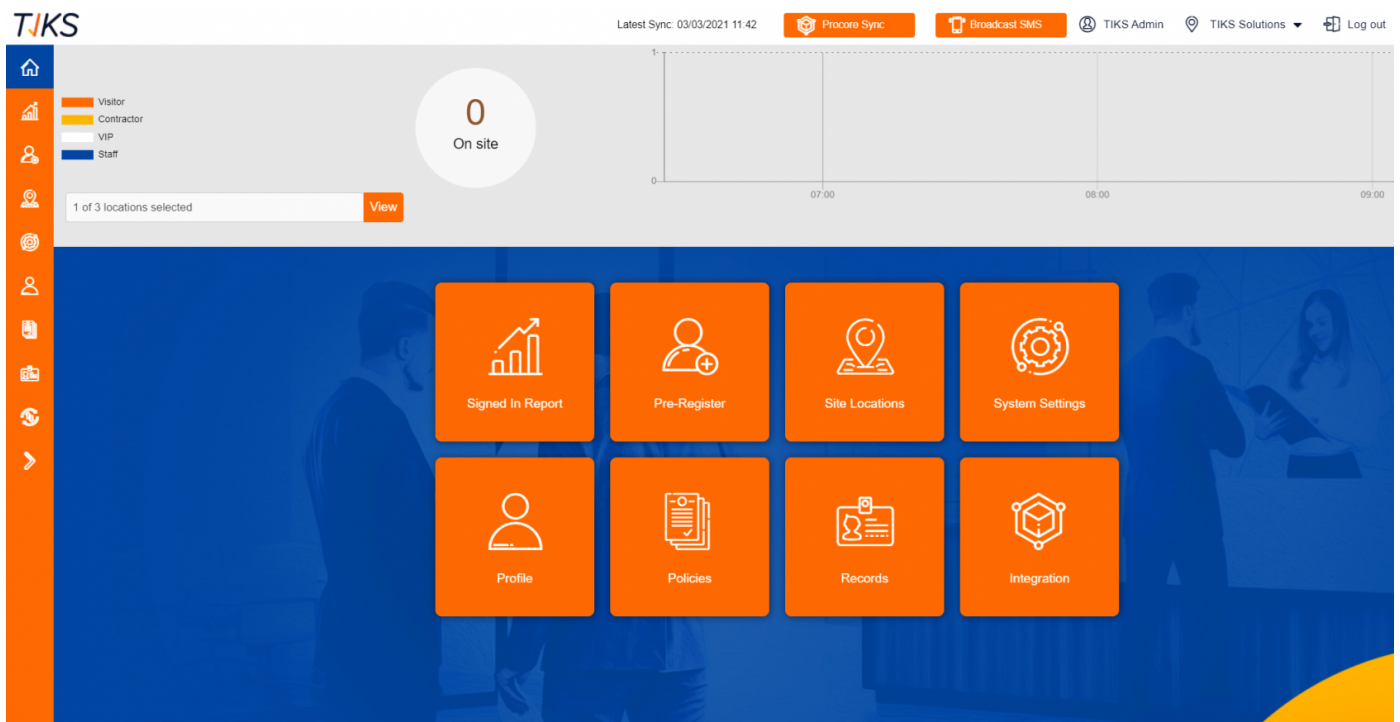 TIKS
Latest Sync: 03/03/2021 11:42
Procore Sync
Broadcast SMS
TIKS Admin
TIKS Solutions
Log out
Visitor
Contractor
VIP
Staff
0
On site
1 of 3 locations selected
View
1
0
07:00
08:00
09:00
Signed In Report
Pre-Register
Site Locations
System Settings
Profile
Policies
Records
Integration